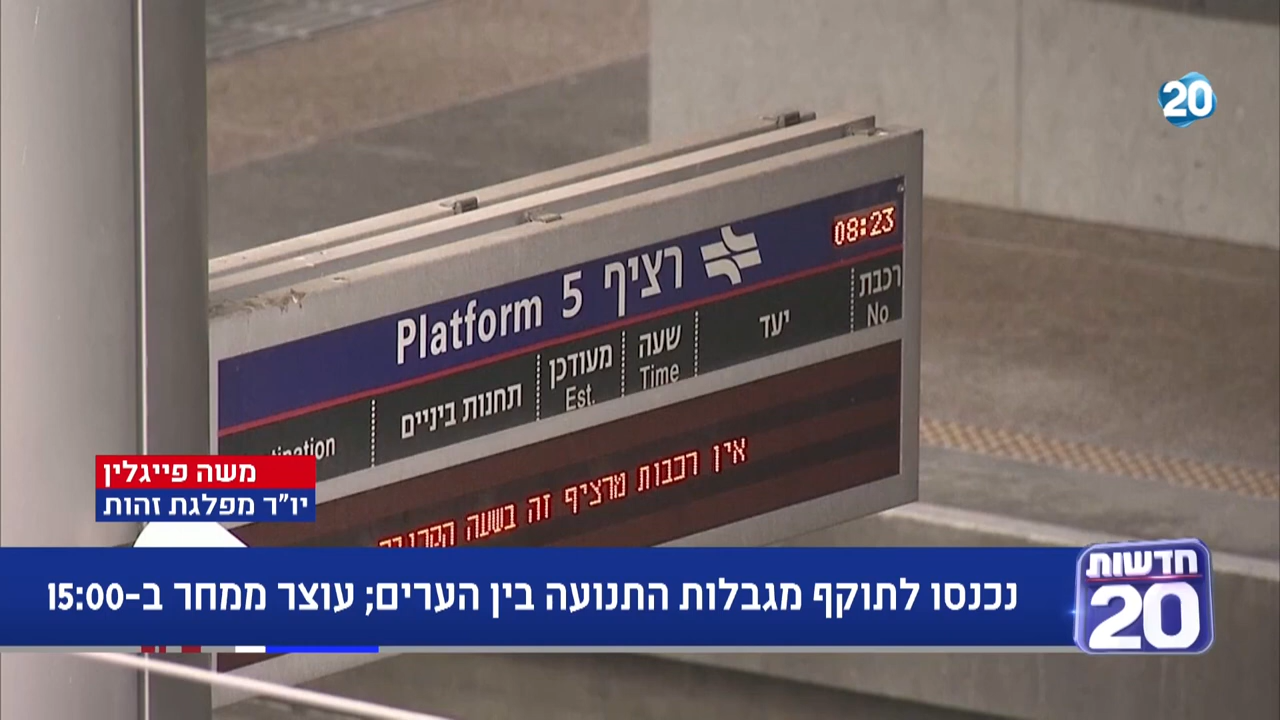 20
08:23
רציף 5 Platform
רכבת
No
יעד
שעה
Time
מעודכן
Est.
תחנות ביניים
אין רכבות מרציף זה בשעה
משה פייגלין
יו"ר מפלגת זהות
נכנסו לתוקף מגבלות התנועה בין הערים; עוצר ממחר ב-15:00
חדשות
20